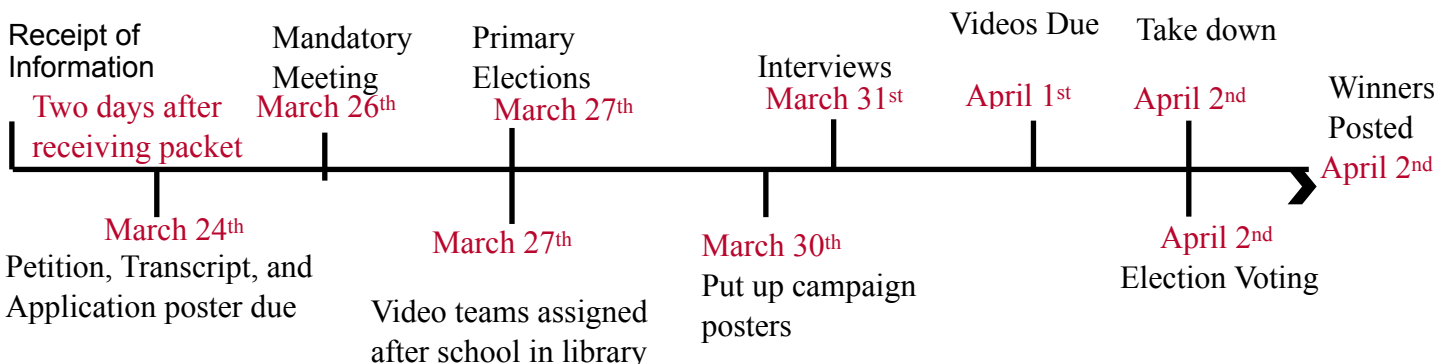 Receipt of
Information
Two days after
receiving packet
March 24th
Petition, Transcript, and
Application poster due
Mandatory
Meeting
March 26th
Primary
Elections
March 27th
March 27th
Video teams assigned
after school in library
March 30th
Put up campaign
posters
Interviews
March 31st
Videos Due
April 1st
Take down
April 2nd
April 2nd
Election Voting
Winners
Posted
April 2nd